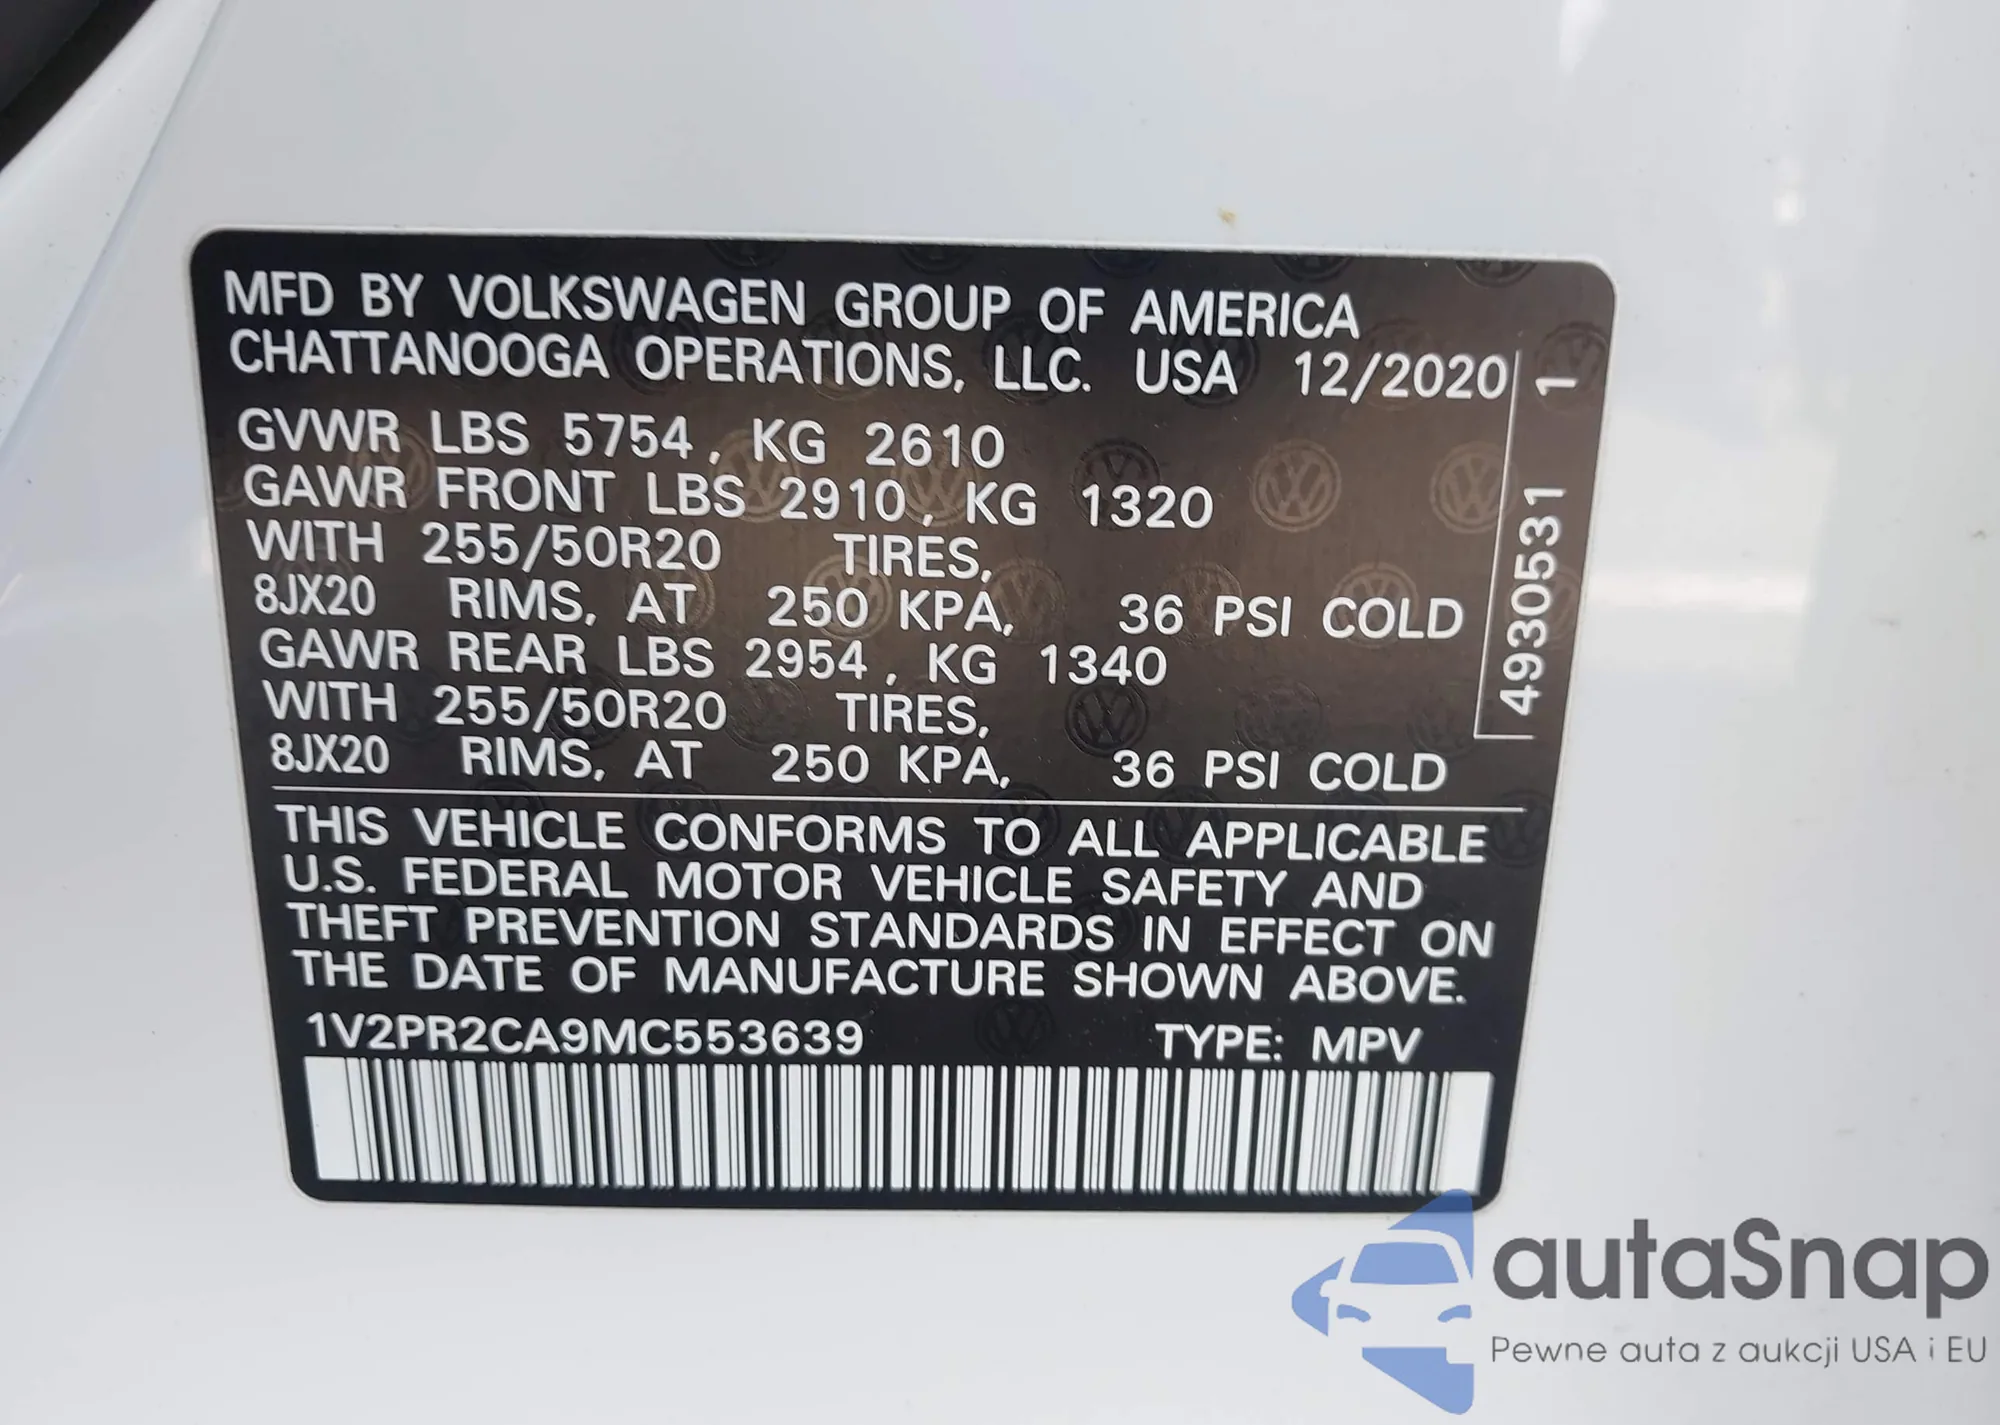 MFD BY VOLKSWAGEN GROUP OF AMERICA
CHATTANOOGA OPERATIONS, LLC. USA 12/2020
GVWR LBS 5754, KG 2610
GAWR FRONT LBS 2910, KG 1320
WITH 255/50R20 TIRES,
8JX20 RIMS, AT 250 KPA, 36 PSI COLD
GAWR REAR LBS 2954, KG 1340
WITH 255/50R20 TIRES,
8JX20 RIMS, AT 250 KPA, 36 PSI COLD
4930531 1
THIS VEHICLE CONFORMS TO ALL APPLICABLE
U.S. FEDERAL MOTOR VEHICLE SAFETY AND
THEFT PREVENTION STANDARDS IN EFFECT ON
THE DATE OF MANUFACTURE SHOWN ABOVE.
1V2PR2CA9MC553639 TYPE: MPV
autaSnap
Pewne auta z aukcji USA i EU